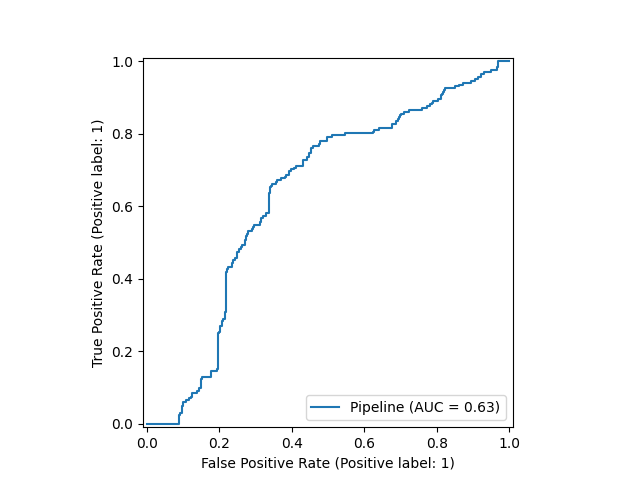 1.0
0.8
0.6
0.4
0.2
0.0
True Positive Rate (Positive label: 1)
Pipeline (AUC = 0.63)
0.0 0.2 0.4 0.6 0.8 1.0
False Positive Rate (Positive label: 1)